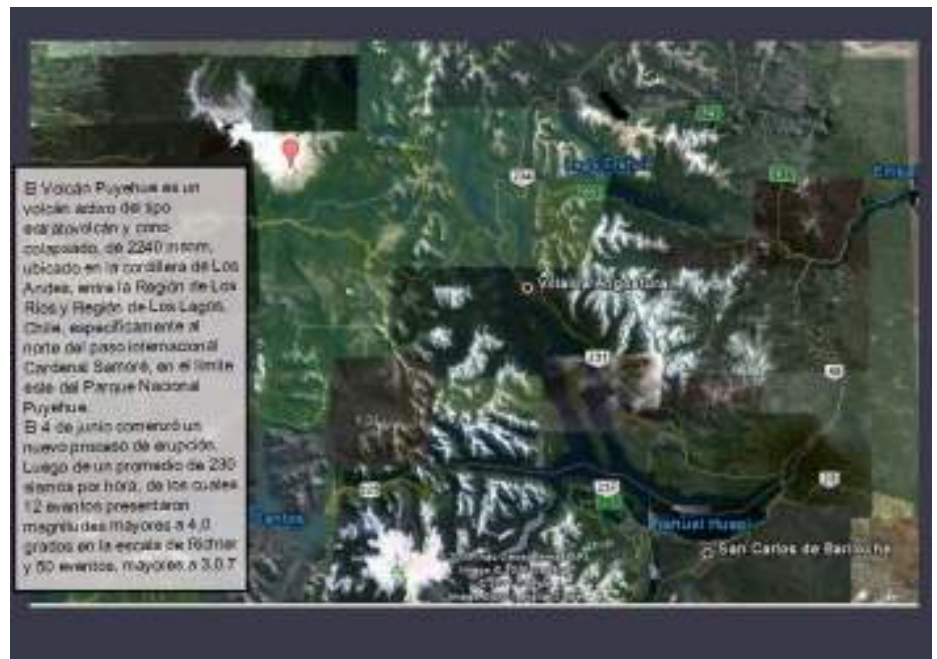 El Volcán Puyehue es un
volcán activo del tipo
estratovolcán y cono
colapsado, de 2240 msnm,
ubicado en la cordillera de Los
Andes, entre la Región de Los
Ríos y Región de Los Lagos,
Chile, específicamente al
norte del paso internacional
Cardenal Samoré, en el límite
este del Parque Nacional
Puyehue.
El 4 de junio comenzó un
nuevo proceso de erupción.
Luego de un promedio de 230
sismos por hora, de los cuales
12 eventos presentaron
magnitudes mayores a 4,0
grados en la escala de Richter
y 50 eventos, mayores a 3,0.7
234
Villa la Angostura
231
40
237
Nahuel Huapi
San Carlos de Bariloche